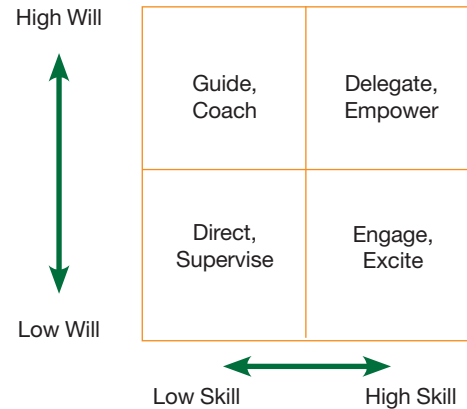 High Will
Guide,
Coach
Delegate,
Empower
Direct,
Supervise
Engage,
Excite
Low Will
Low Skill
High Skill